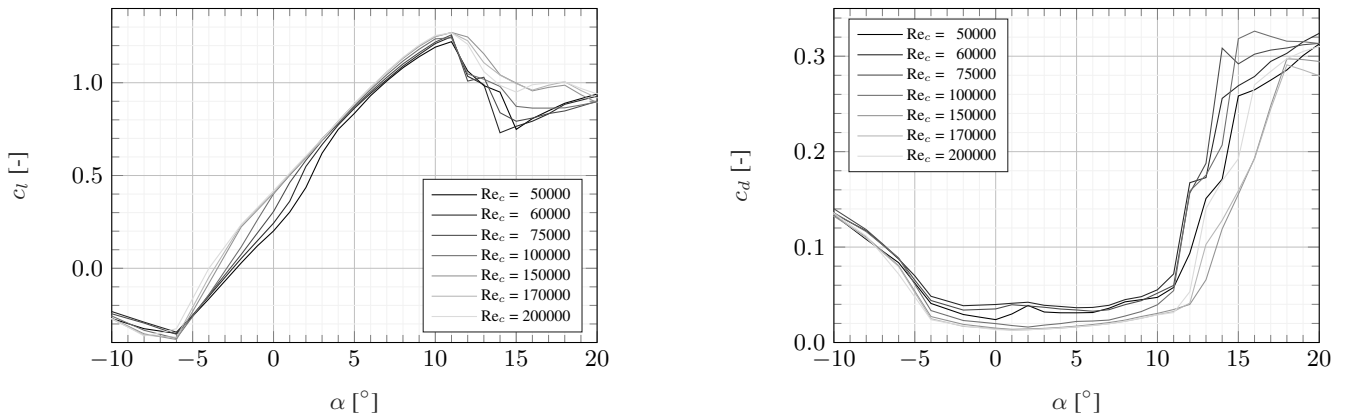 1.0
0.5
0.0
−10
−5
0
5
10
15
20
c_l [-]
α [°]
Re_c = 50000
Re_c = 60000
Re_c = 75000
Re_c = 100000
Re_c = 150000
Re_c = 170000
Re_c = 200000
0.3
0.2
0.1
0.0
−10
−5
0
5
10
15
20
c_d [-]
α [°]
Re_c = 50000
Re_c = 60000
Re_c = 75000
Re_c = 100000
Re_c = 150000
Re_c = 170000
Re_c = 200000